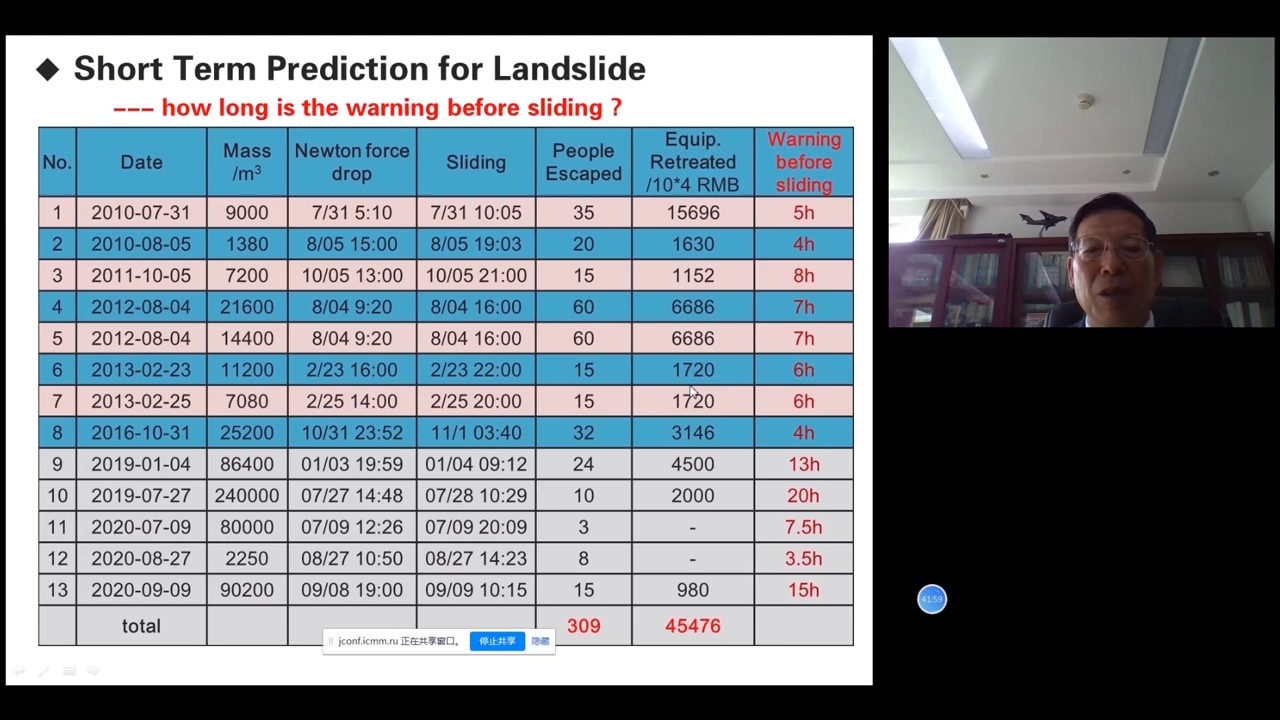 ◆ Short Term Prediction for Landslide
--- how long is the warning before sliding ?
No. Date Mass /m³ Newton force drop Sliding People Escaped Equip. Retreated /10*4 RMB Warning before sliding
1 2010-07-31 9000 7/31 5:10 7/31 10:05 35 15696 5h
2 2010-08-05 1380 8/05 15:00 8/05 19:03 20 1630 4h
3 2011-10-05 7200 10/05 13:00 10/05 21:00 15 1152 8h
4 2012-08-04 21600 8/04 9:20 8/04 16:00 60 6686 7h
5 2012-08-04 14400 8/04 9:20 8/04 16:00 60 6686 7h
6 2013-02-23 11200 2/23 16:00 2/23 22:00 15 1720 6h
7 2013-02-25 7080 2/25 14:00 2/25 20:00 15 1720 6h
8 2016-10-31 25200 10/31 23:52 11/1 03:40 32 3146 4h
9 2019-01-04 86400 01/03 19:59 01/04 09:12 24 4500 13h
10 2019-07-27 240000 07/27 14:48 07/28 10:29 10 2000 20h
11 2020-07-09 80000 07/09 12:26 07/09 20:09 3 - 7.5h
12 2020-08-27 2250 08/27 10:50 08/27 14:23 8 - 3.5h
13 2020-09-09 90200 09/08 19:00 09/09 10:15 15 980 15h
total 309 45476
jconf.icmm.ru 正在共享窗口。 停止共享 隐藏
41:59